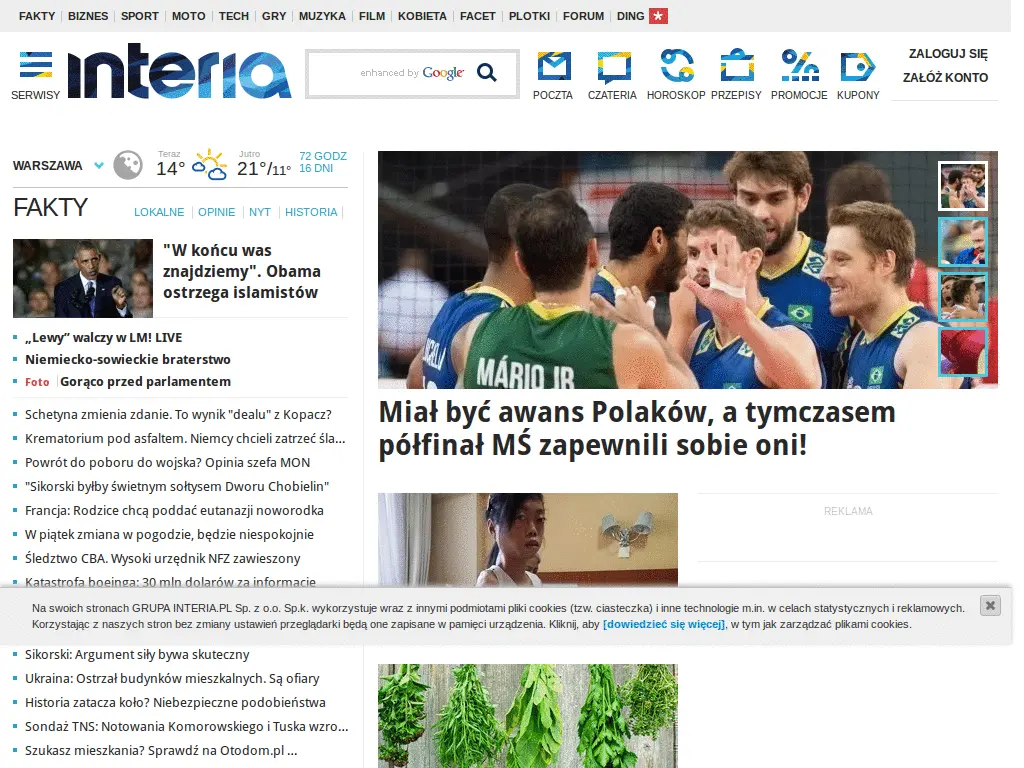 FAKTY BIZNES SPORT MOTO TECH GRY MUZYKA FILM KOBIETA FACET PLOTKI FORUM DING
SERWISY
interia
enhanced by Google
POCZTA CZATERIA HOROSKOP PRZEPISY PROMOCJE KUPONY
ZALOGUJ SIĘ
ZAŁÓŻ KONTO
WARSZAWA
Teraz
14°
Jutro
21°/11°
72 GODZ
16 DNI
FAKTY
LOKALNE OPINIE NYT HISTORIA
"W końcu was
znajdziemy". Obama
ostrzega islamistów
„Lewy” walczy w LM! LIVE
Niemiecko-sowieckie braterstwo
Foto Gorąco przed parlamentem
Schetyna zmienia zdanie. To wynik "dealu" z Kopacz?
Krematorium pod asfaltem. Niemcy chcieli zatrzeć śla...
Powrót do poboru do wojska? Opinia szefa MON
"Sikorski byłby świetnym sołtysem Dworu Chobielin"
Francja: Rodzice chcą poddać eutanazji noworodka
W piątek zmiana w pogodzie, będzie niespokojnie
Śledztwo CBA. Wysoki urzędnik NFZ zawieszony
Katastrofa boeinga: 30 mln dolarów za informacje
MÁRIO JR
Miał być awans Polaków, a tymczasem
półfinał MŚ zapewnili sobie oni!
REKLAMA
Na swoich stronach GRUPA INTERIA.PL Sp. z o.o. Sp.k. wykorzystuje wraz z innymi podmiotami pliki cookies (tzw. ciasteczka) i inne technologie m.in. w celach statystycznych i reklamowych.
Korzystając z naszych stron bez zmiany ustawień przeglądarki będą one zapisane w pamięci urządzenia. Kliknij, aby [dowiedzieć się więcej], w tym jak zarządzać plikami cookies.
Sikorski: Argument siły bywa skuteczny
Ukraina: Ostrzał budynków mieszkalnych. Są ofiary
Historia zatacza koło? Niebezpieczne podobieństwa
Sondaż TNS: Notowania Komorowskiego i Tuska wzro...
Szukasz mieszkania? Sprawdź na Otodom.pl ...